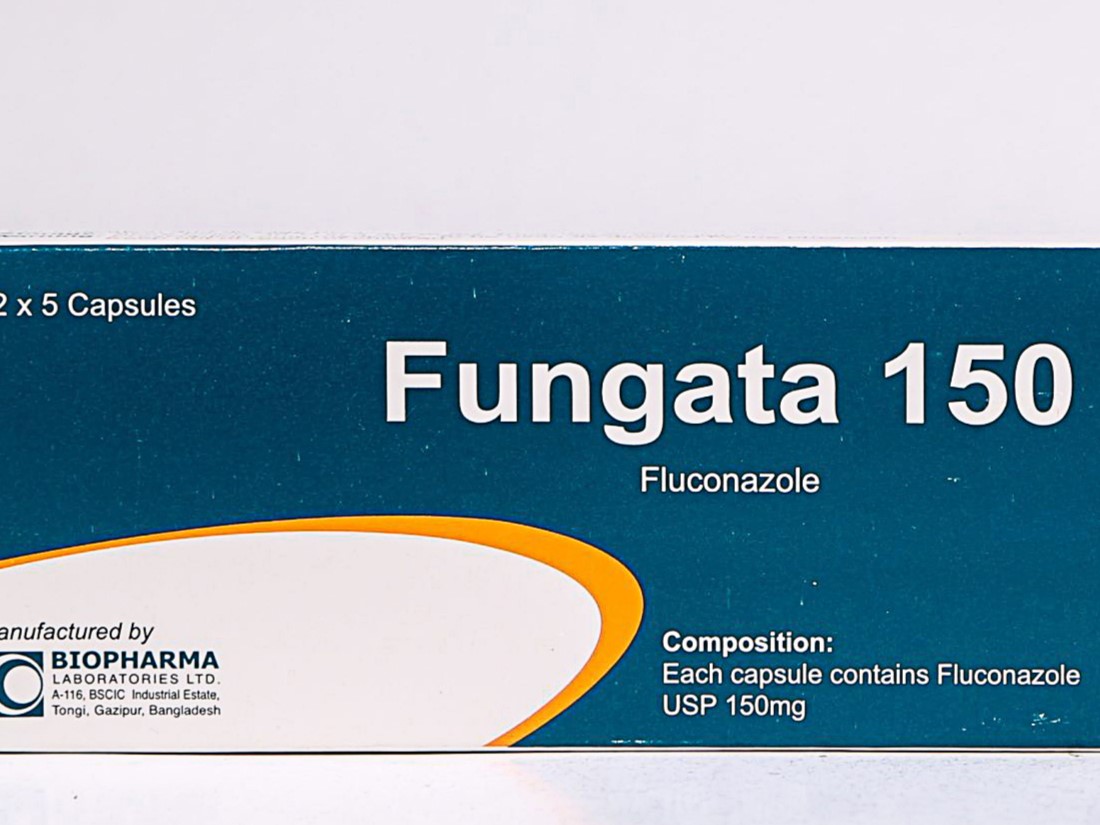 2 x 5 Capsules
Fungata 150
Fluconazole
anufactured by
BIOPHARMA
LABORATORIES LTD.
A-116, BSCIC Industrial Estate,
Tongi, Gazipur, Bangladesh
Composition:
Each capsule contains Fluconazole
USP 150mg